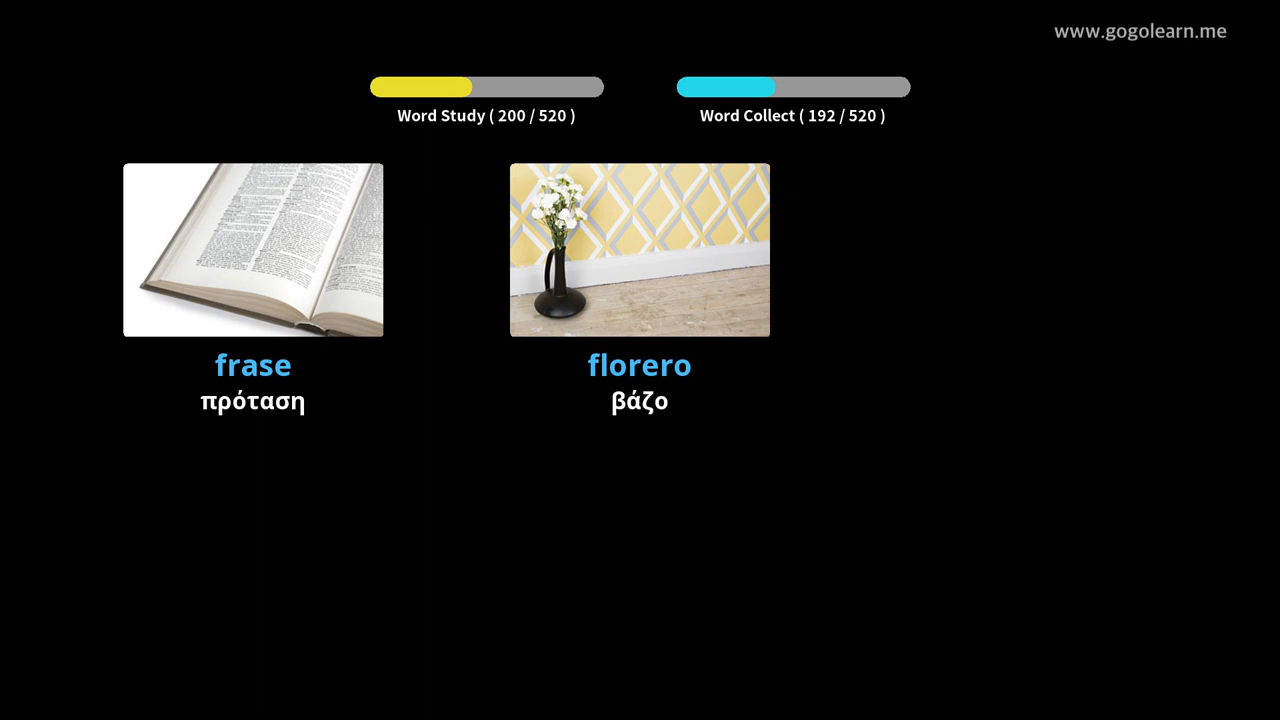 www.gogolearn.me
Word Study ( 200 / 520 )
Word Collect ( 192 / 520 )
frase
πρόταση
florero
βάζο